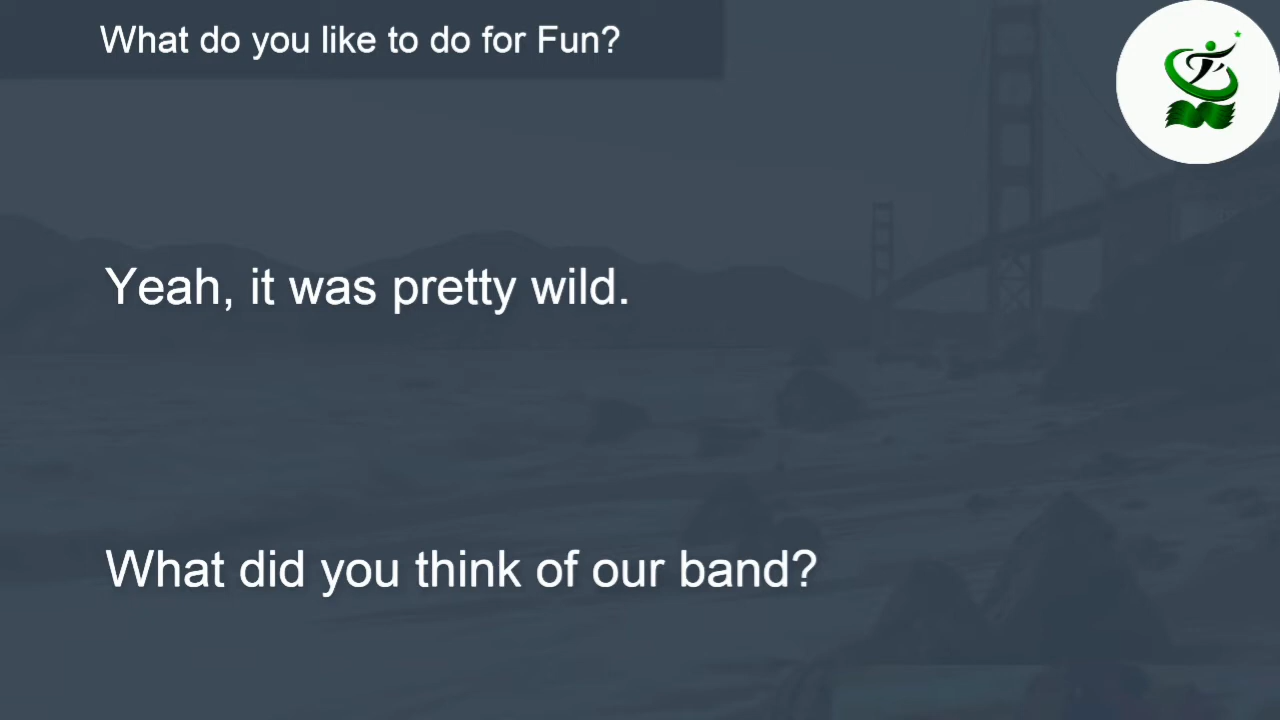 What do you like to do for Fun?
Yeah, it was pretty wild.
What did you think of our band?